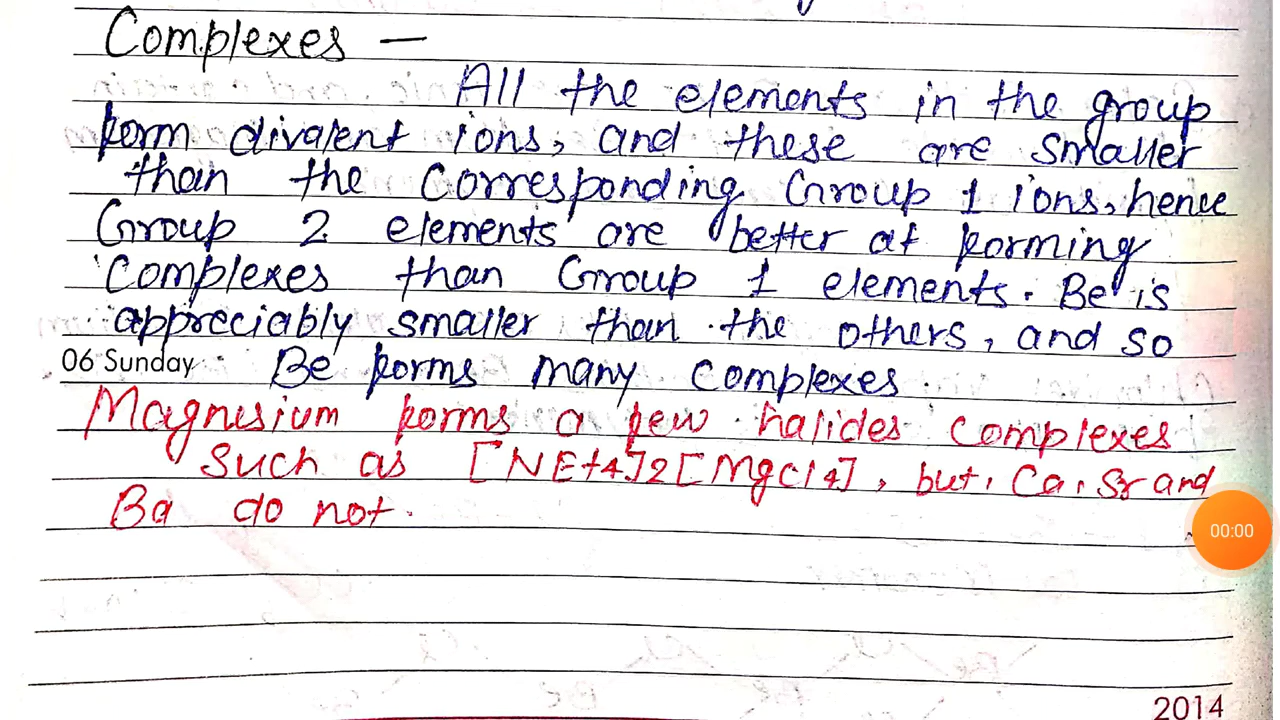 Complexes —
All the elements in the group
form divalent ions, and these are smaller
than the corresponding Group 1 ions, hence
Group 2 elements are better at forming
complexes than Group 1 elements. Be is
appreciably smaller than the others, and so
06 Sunday Be forms many complexes.
Magnesium forms a few halides complexes
such as [NEt4]2[MgCl4], but, Ca, Sr and
Ba do not.
00:00
2014